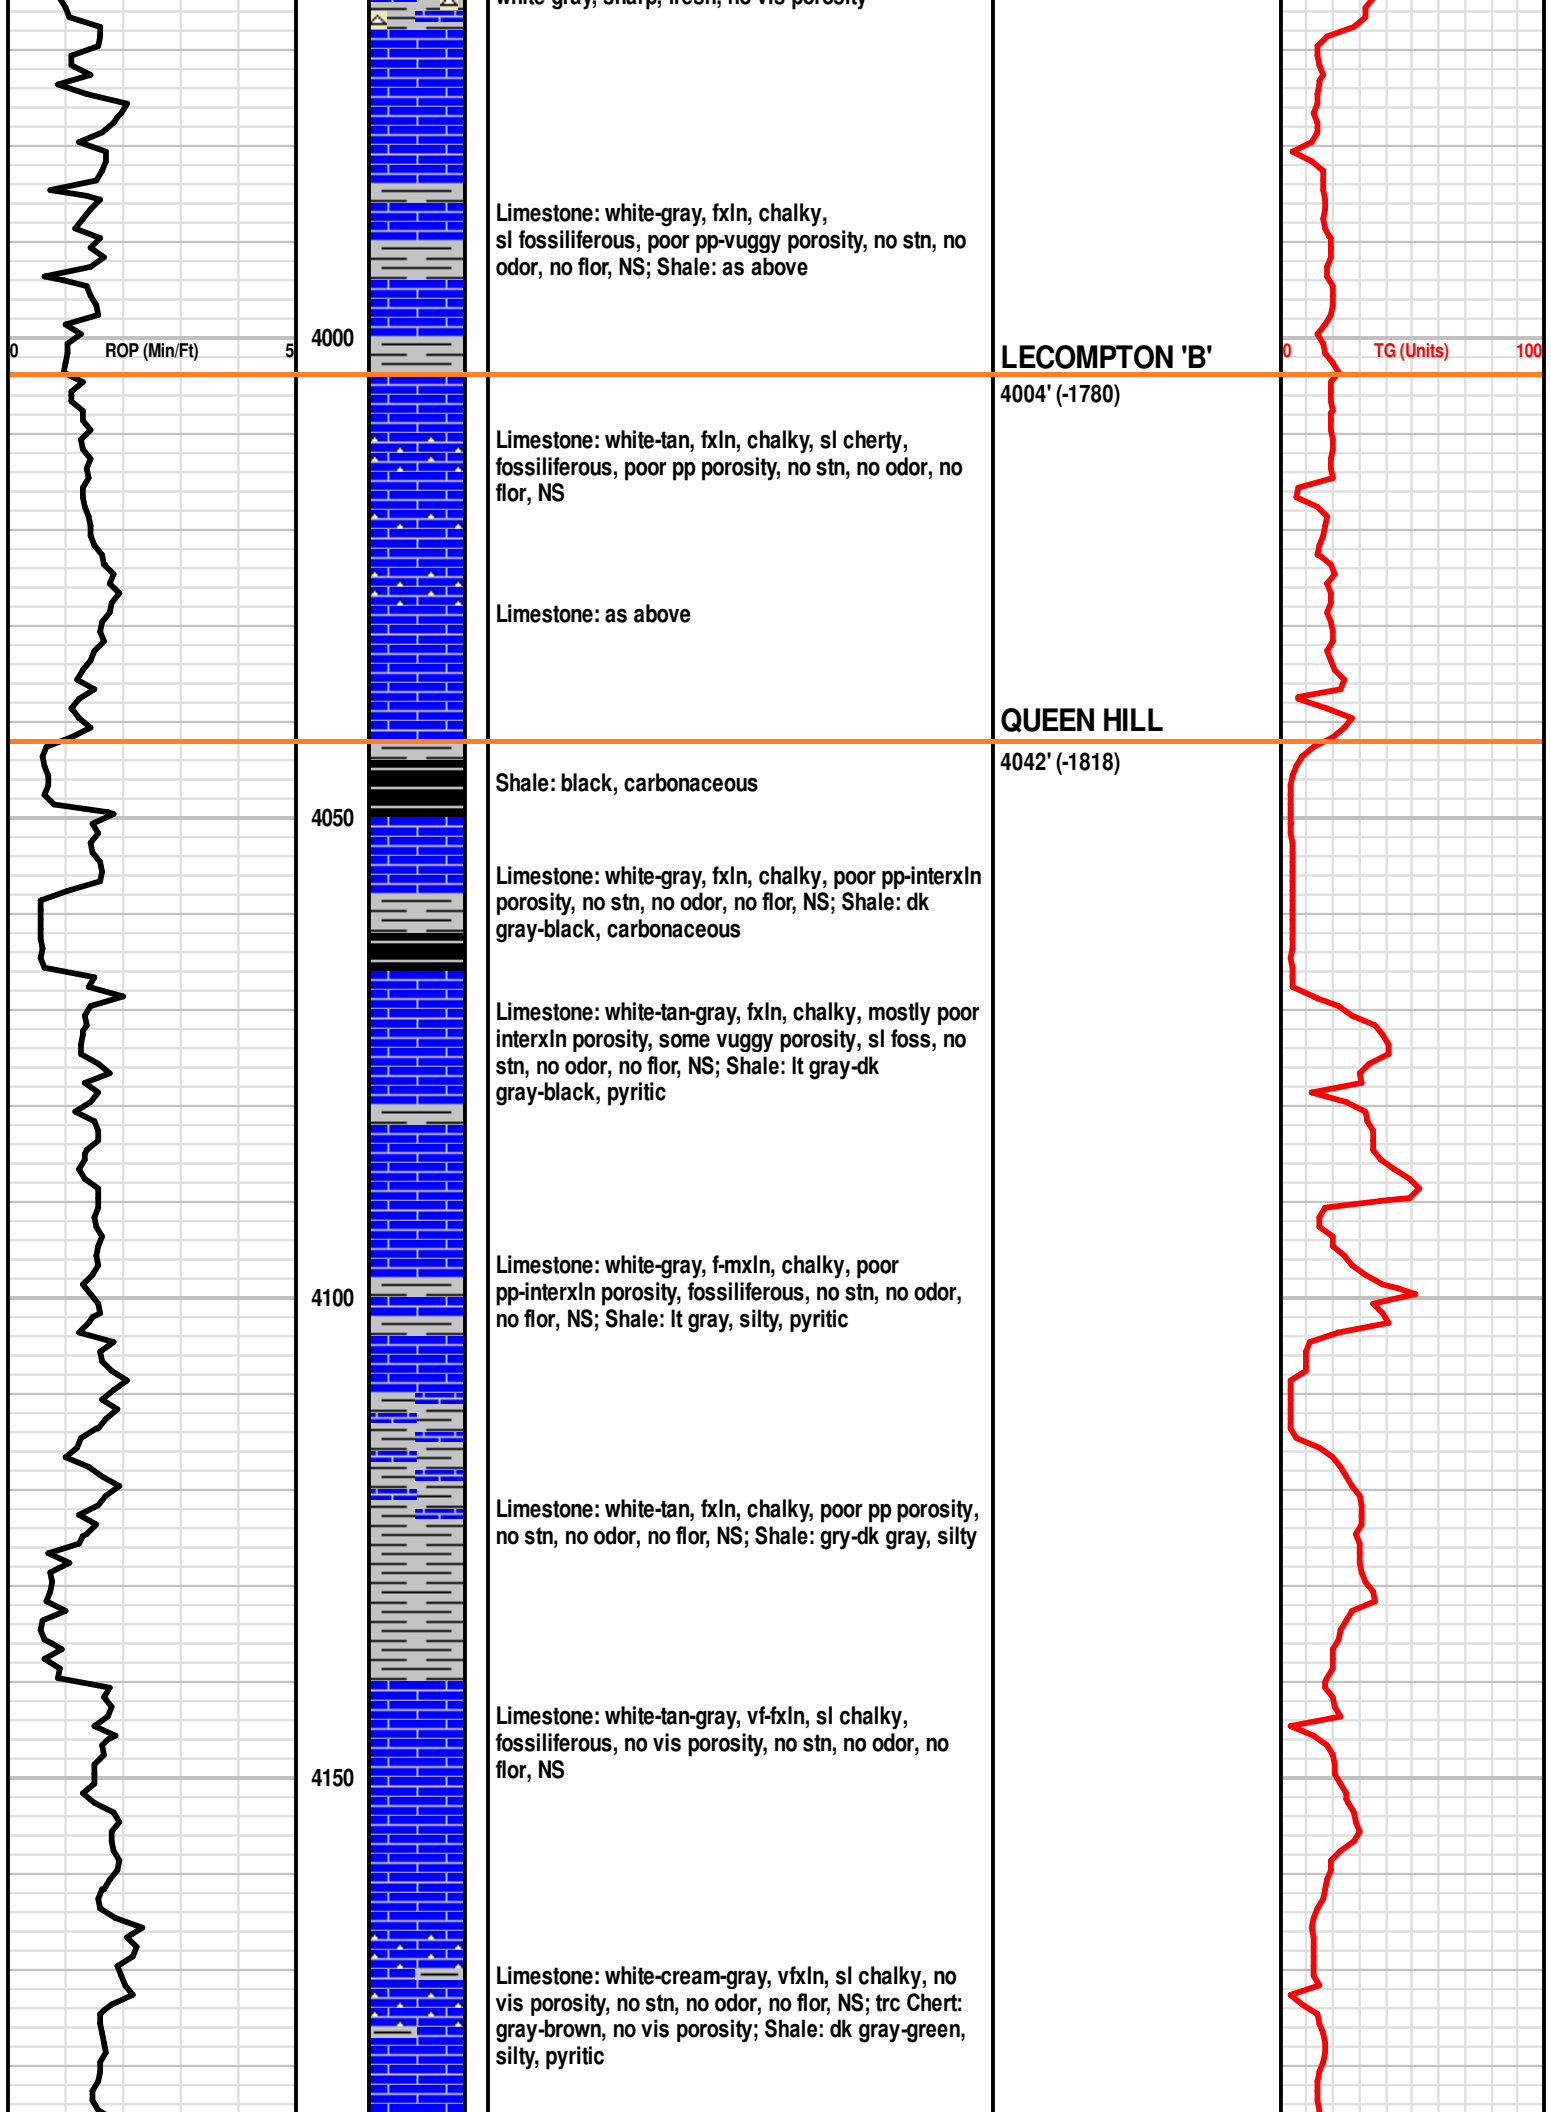 white-gray, sharp, fresh, no vis porosity
Limestone: white-gray, fxln, chalky,
sl fossiliferous, poor pp-vuggy porosity, no stn, no
odor, no flor, NS; Shale: as above
0 ROP (Min/Ft) 5
4000
LECOMPTON 'B'
0 TG (Units) 100
4004' (-1780)
Limestone: white-tan, fxln, chalky, sl cherty,
fossiliferous, poor pp porosity, no stn, no odor, no
flor, NS
Limestone: as above
QUEEN HILL
4042' (-1818)
Shale: black, carbonaceous
4050
Limestone: white-gray, fxln, chalky, poor pp-interxln
porosity, no stn, no odor, no flor, NS; Shale: dk
gray-black, carbonaceous
Limestone: white-tan-gray, fxln, chalky, mostly poor
interxln porosity, some vuggy porosity, sl foss, no
stn, no odor, no flor, NS; Shale: lt gray-dk
gray-black, pyritic
Limestone: white-gray, f-mxln, chalky, poor
pp-interxln porosity, fossiliferous, no stn, no odor,
no flor, NS; Shale: lt gray, silty, pyritic
4100
Limestone: white-tan, fxln, chalky, poor pp porosity,
no stn, no odor, no flor, NS; Shale: gry-dk gray, silty
Limestone: white-tan-gray, vf-fxln, sl chalky,
fossiliferous, no vis porosity, no stn, no odor, no
flor, NS
4150
Limestone: white-cream-gray, vfxln, sl chalky, no
vis porosity, no stn, no odor, no flor, NS; trc Chert:
gray-brown, no vis porosity; Shale: dk gray-green,
silty, pyritic